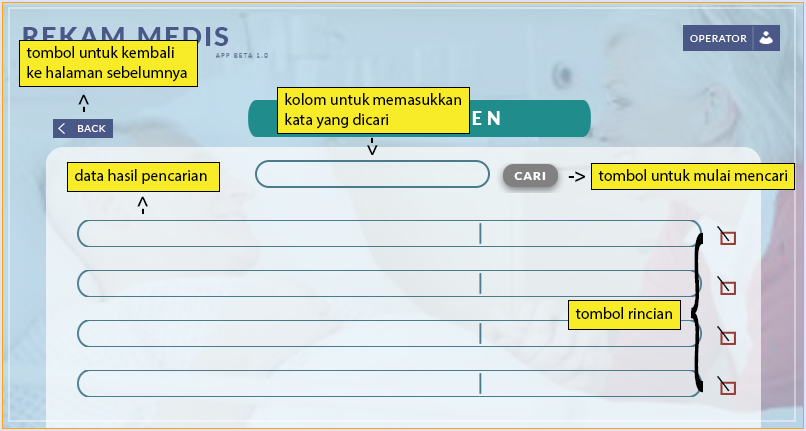 REKAM MEDIS
APP BETA 1.0
OPERATOR
tombol untuk kembali
ke halaman sebelumnya
kolom untuk memasukkan
kata yang dicari
EN
BACK
data hasil pencarian
CARI
->
tombol untuk mulai mencari
tombol rincian